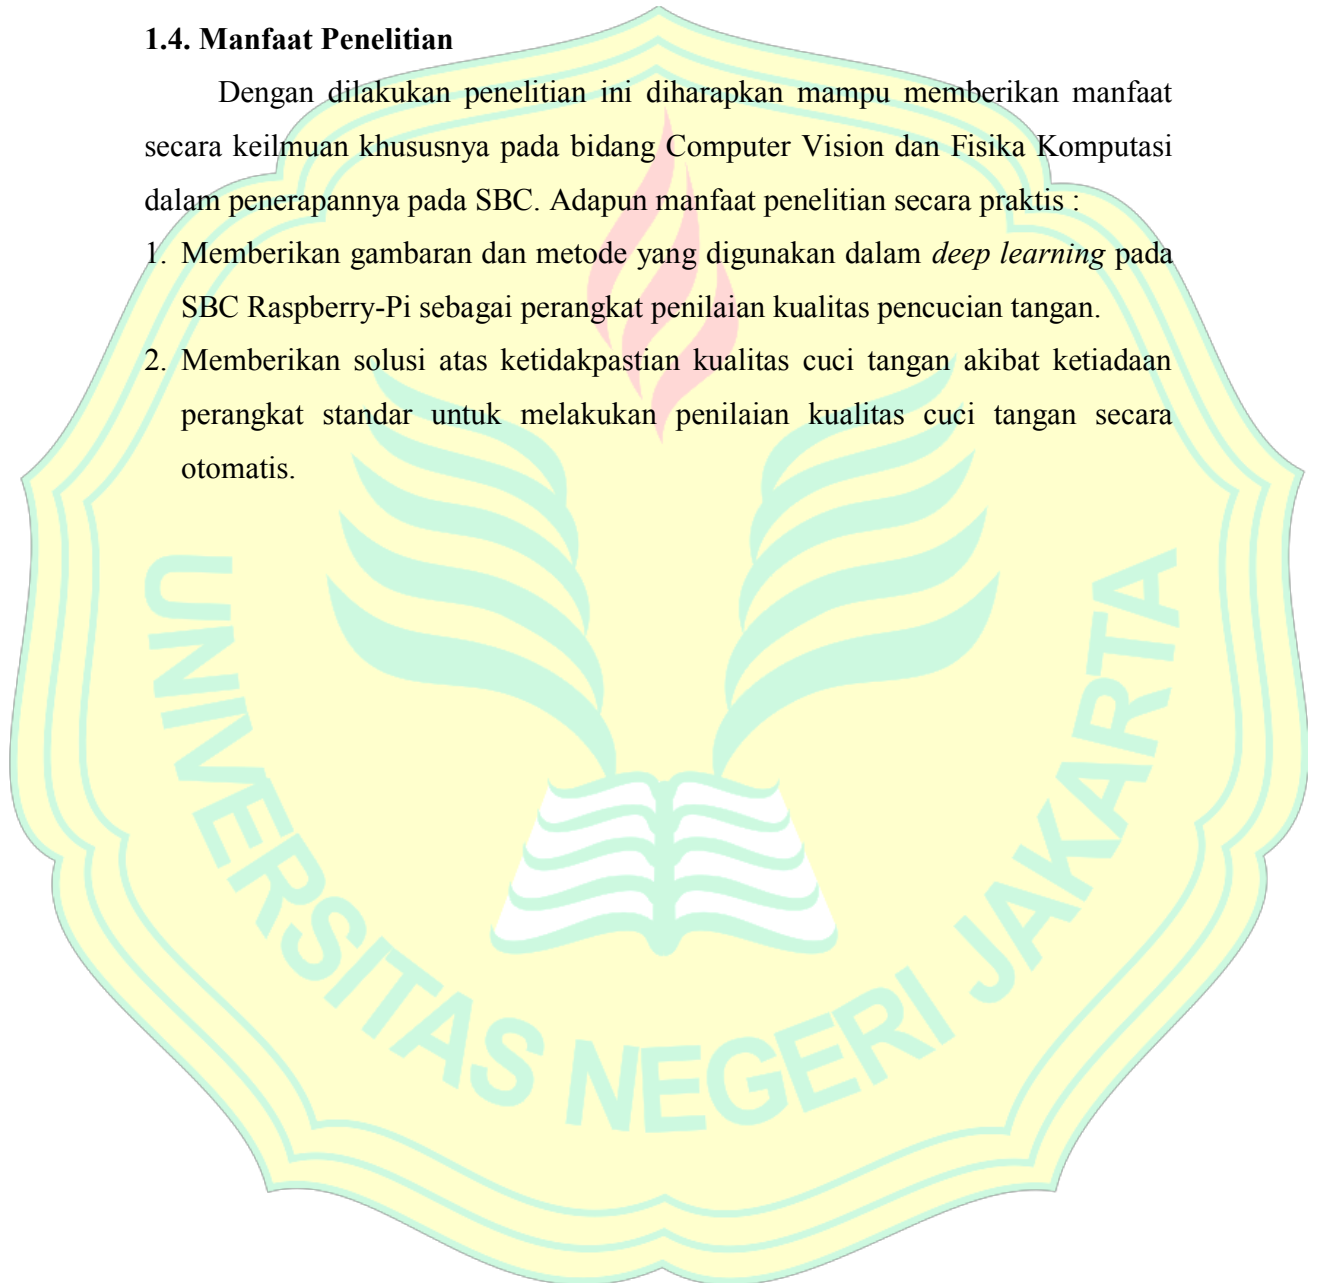 1.4. Manfaat Penelitian
Dengan dilakukan penelitian ini diharapkan mampu memberikan manfaat
secara keilmuan khususnya pada bidang Computer Vision dan Fisika Komputasi
dalam penerapannya pada SBC. Adapun manfaat penelitian secara praktis :
1. Memberikan gambaran dan metode yang digunakan dalam deep learning pada
SBC Raspberry-Pi sebagai perangkat penilaian kualitas pencucian tangan.
2. Memberikan solusi atas ketidakpastian kualitas cuci tangan akibat ketiadaan
perangkat standar untuk melakukan penilaian kualitas cuci tangan secara
otomatis.
UNIVERSITAS NEGERI JAKARTA